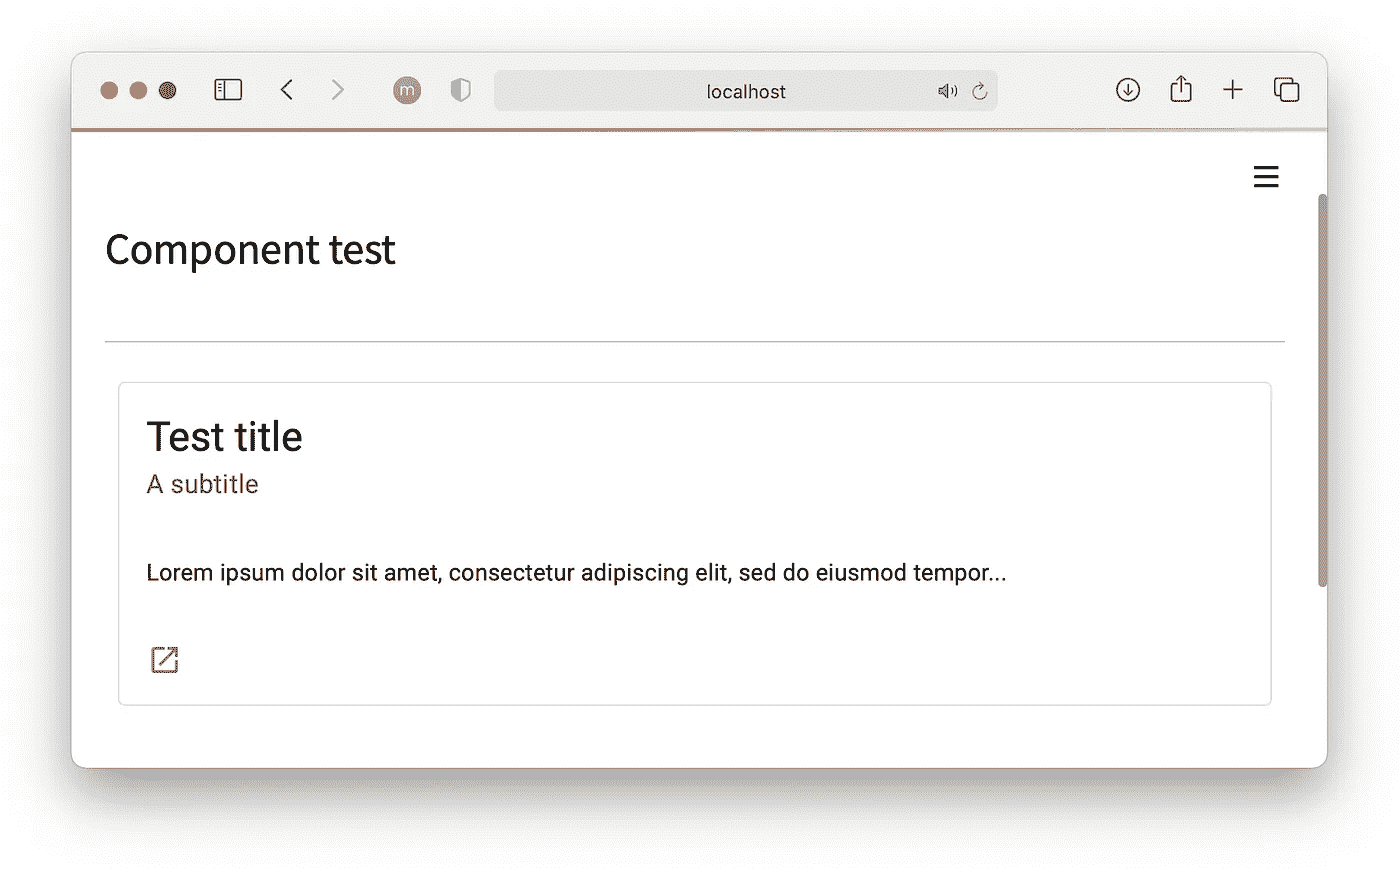 m
localhost
Component test
Test title
A subtitle
Lorem ipsum dolor sit amet, consectetur adipiscing elit, sed do eiusmod tempor...